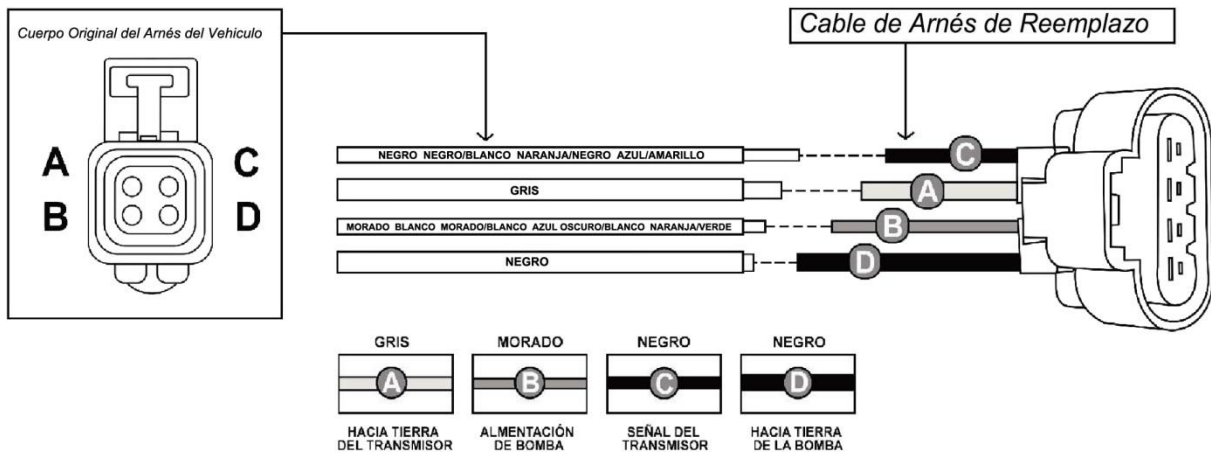 Cuerpo Original del Arnés del Vehiculo
Cable de Arnés de Reemplazo
A
C
B
D
NEGRO NEGRO/BLANCO NARANJA/NEGRO AZUL/AMARILLO
C
GRIS
A
MORADO BLANCO MORADO/BLANCO AZUL OSCURO/BLANCO NARANJA/VERDE
B
NEGRO
D
GRIS
A
HACIA TIERRA
DEL TRANSMISOR
MORADO
B
ALIMENTACIÓN
DE BOMBA
NEGRO
C
SEÑAL DEL
TRANSMISOR
NEGRO
D
HACIA TIERRA
DE LA BOMBA